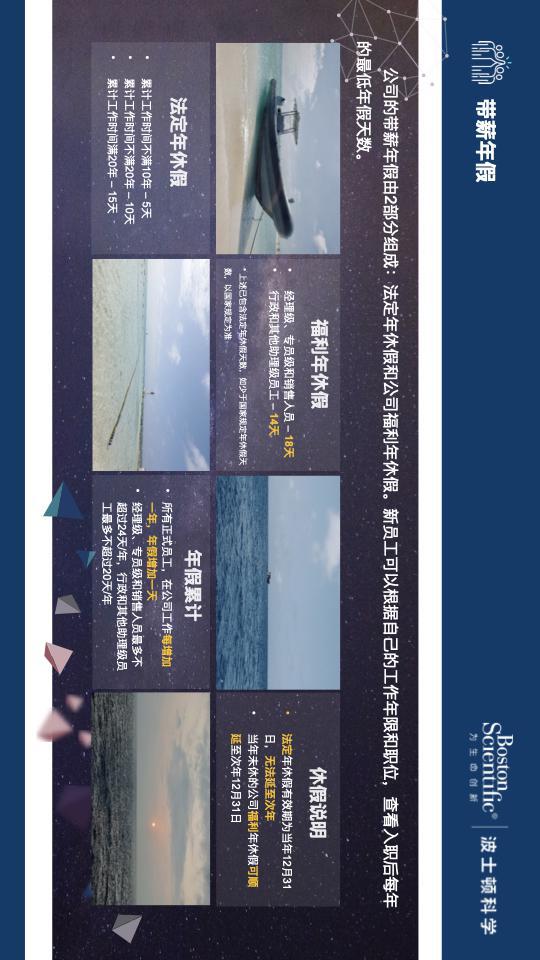 带薪年假
Boston
Scientific®
为生命创新
波士顿科学
公司的带薪年假由2部分组成：法定年休假和公司福利年休假。新员工可以根据自己的工作年限和职位，查看入职后每年
的最低年假天数。
法定年休假
• 累计工作时间不满10年 – 5天
• 累计工作时间不满20年 – 10天
• 累计工作时间满20年 – 15天
福利年休假
• 经理级、专员级和销售人员 – 18天
• 行政和其他助理级员工 – 14天
• 上述已包含法定年休假天数，如少于国家规定年休假天
数，以国家规定为准
年假累计
• 所有正式员工，在公司工作每增加
一年，年假增加一天
• 经理级、专员级和销售人员最多不
超过24天/年，行政和其他助理级员
工最多不超过20天/年
休假说明
• 法定年休假有效期为当年12月31
日，无法延至次年
• 当年未休的公司福利年休假可顺
延至次年12月31日